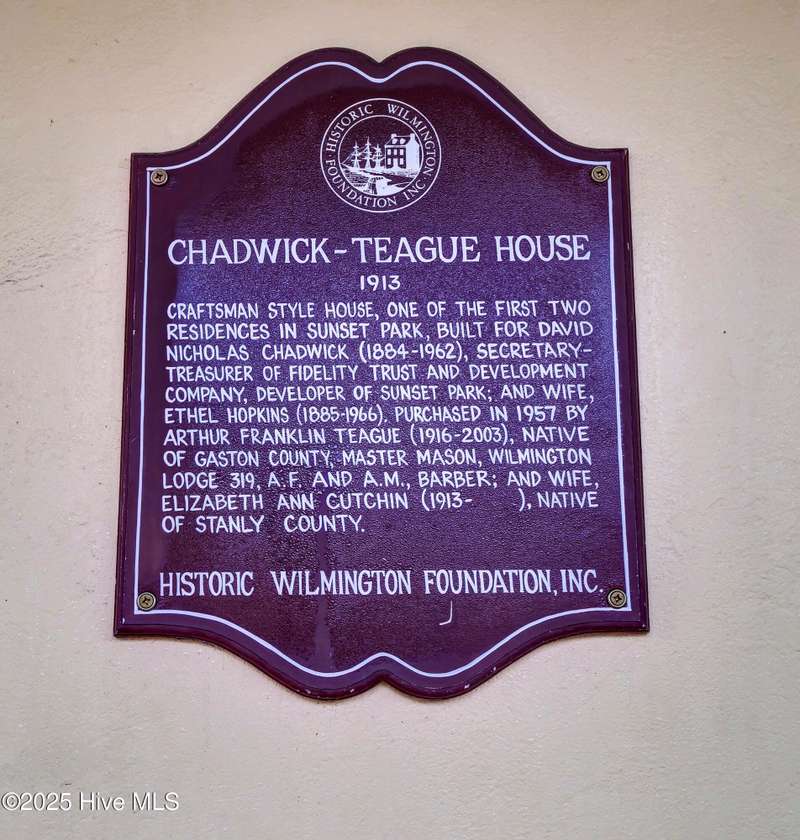 HISTORIC WILMINGTON
FOUNDATION INC.
CHADWICK-TEAGUE HOUSE
1913
CRAFTSMAN STYLE HOUSE, ONE OF THE FIRST TWO
RESIDENCES IN SUNSET PARK, BUILT FOR DAVID
NICHOLAS CHADWICK (1884-1962), SECRETARY-
TREASURER OF FIDELITY TRUST AND DEVELOPMENT
COMPANY, DEVELOPER OF SUNSET PARK; AND WIFE,
ETHEL HOPKINS (1885-1966). PURCHASED IN 1957 BY
ARTHUR FRANKLIN TEAGUE (1916-2003), NATIVE
OF GASTON COUNTY, MASTER MASON, WILMINGTON
LODGE 319, A.F. AND A.M., BARBER; AND WIFE,
ELIZABETH ANN CUTCHIN (1913-    ), NATIVE
OF STANLY COUNTY.
HISTORIC WILMINGTON FOUNDATION, INC.
©2025 Hive MLS